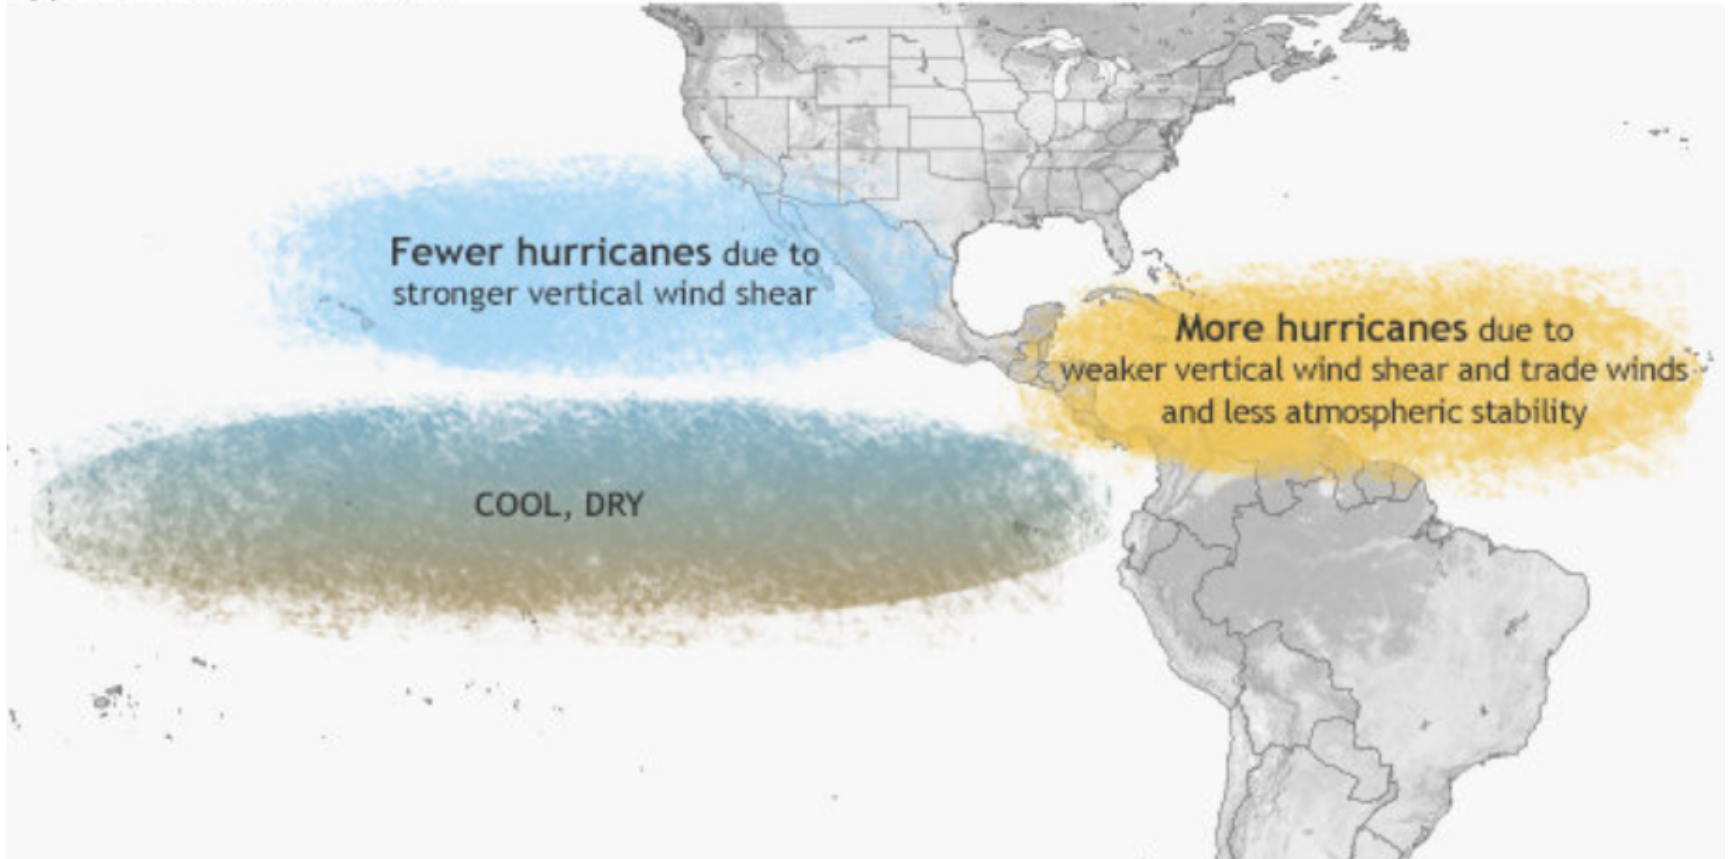 Fewer hurricanes due to
stronger vertical wind shear
More hurricanes due to
weaker vertical wind shear and trade winds
and less atmospheric stability
COOL, DRY